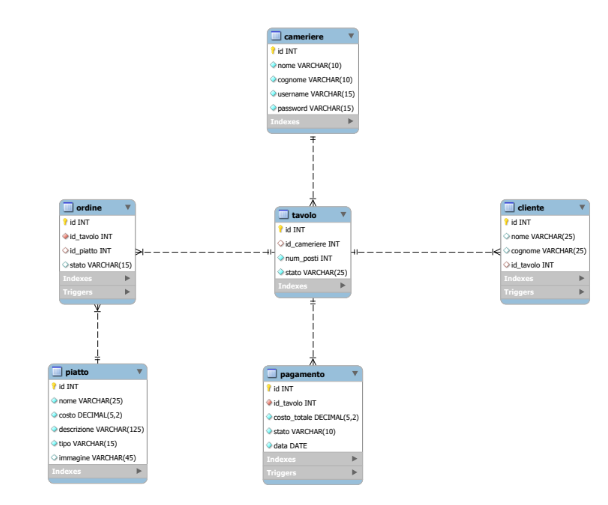 cameriere
id INT
nome VARCHAR(10)
cognome VARCHAR(10)
username VARCHAR(15)
password VARCHAR(15)
Indexes
ordine
id INT
id_tavolo INT
id_piatto INT
stato VARCHAR(15)
Indexes
Triggers
tavolo
id INT
id_cameriere INT
num_posti INT
stato VARCHAR(25)
Indexes
cliente
id INT
nome VARCHAR(25)
cognome VARCHAR(25)
id_tavolo INT
Indexes
Triggers
piatto
id INT
nome VARCHAR(25)
costo DECIMAL(5,2)
descrizione VARCHAR(125)
tipo VARCHAR(15)
immagine VARCHAR(45)
Indexes
pagamento
id INT
id_tavolo INT
costo_totale DECIMAL(5,2)
stato VARCHAR(10)
data DATE
Indexes
Triggers